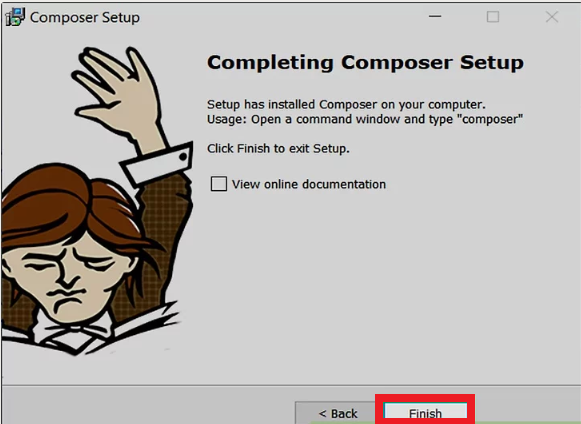 Composer Setup
Completing Composer Setup
Setup has installed Composer on your computer.
Usage: Open a command window and type "composer"
Click Finish to exit Setup.
View online documentation
< Back Finish